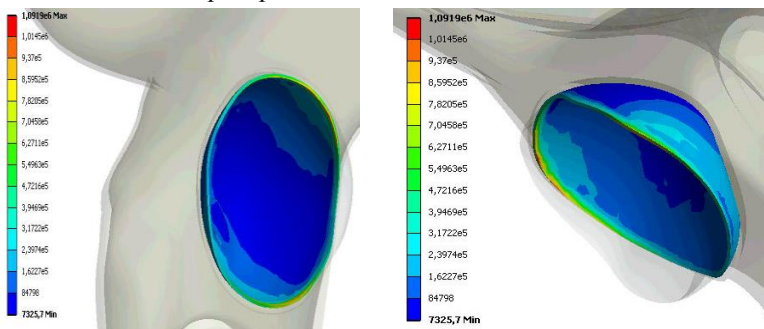 1,0919e6 Max
1,0145e6
9,37e5
8,5952e5
7,8205e5
7,0458e5
6,2711e5
5,4963e5
4,7216e5
3,9469e5
3,1722e5
2,3974e5
1,6227e5
84798
7325,7 Min
1,0919e6 Max
1,0145e6
9,37e5
8,5952e5
7,8205e5
7,0458e5
6,2711e5
5,4963e5
4,7216e5
3,9469e5
3,1722e5
2,3974e5
1,6227e5
84798
7325,7 Min